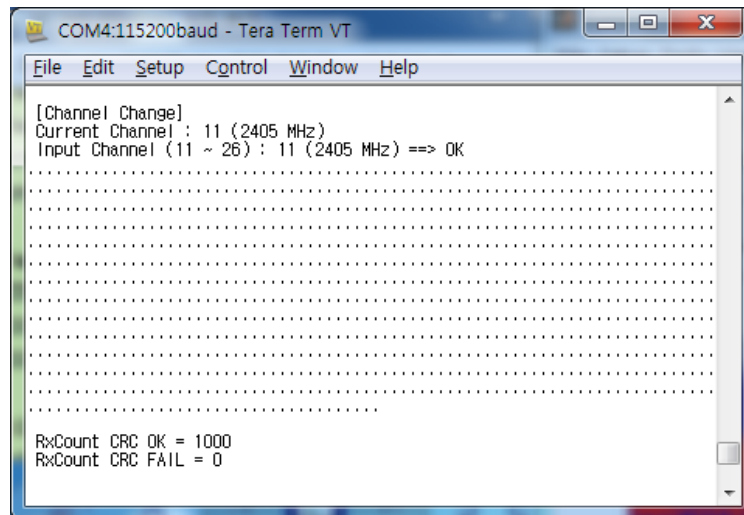 COM4:115200baud - Tera Term VT
File Edit Setup Control Window Help
[Channel Change]
Current Channel : 11 (2405 MHz)
Input Channel (11 ~ 26) : 11 (2405 MHz) ==> OK
RxCount CRC OK = 1000
RxCount CRC FAIL = 0